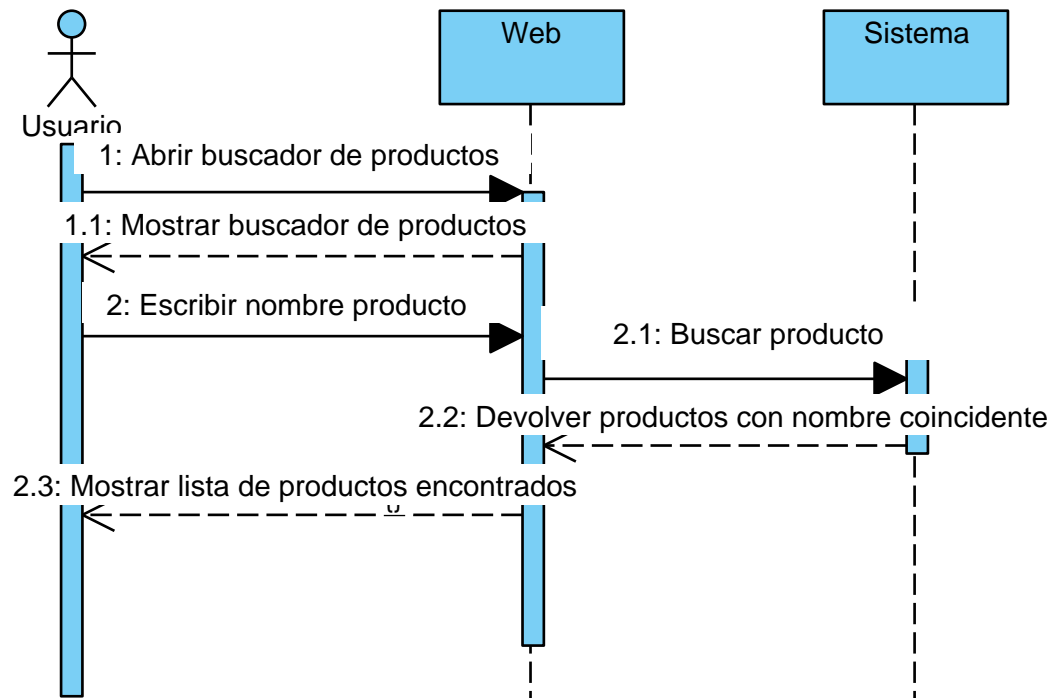 Web
Sistema
Usuario
1: Abrir buscador de productos
1.1: Mostrar buscador de productos
2: Escribir nombre producto
2.1: Buscar producto
2.2: Devolver productos con nombre coincidente
2.3: Mostrar lista de productos encontrados